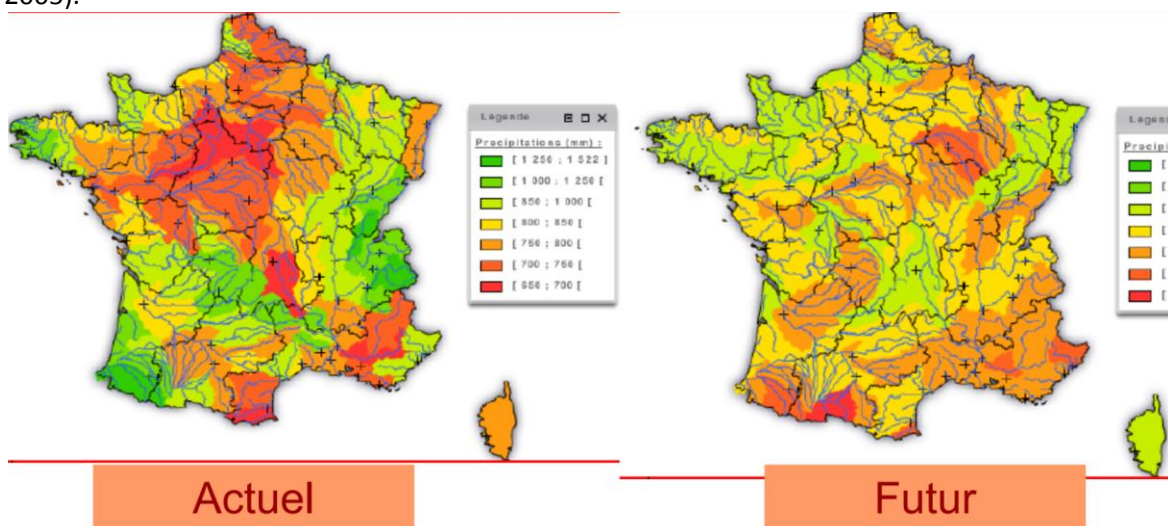 Légende
Précipitations (mm) :
[ 1 250 ; 1 522 ]
[ 1 000 ; 1 250 [
[ 850 ; 1 000 [
[ 800 ; 850 [
[ 750 ; 800 [
[ 700 ; 750 [
[ 650 ; 700 [
Actuel
Futur